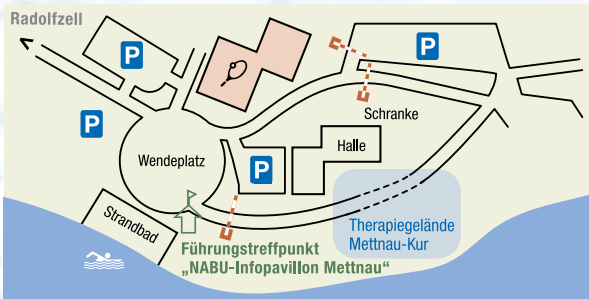 Radolfzell
P
P
P
Schranke
Halle
Wendeplatz
P
Strandbad
Therapiegelände
Mettnau-Kur
Führungstreffpunkt
„NABU-Infopavillon Mettnau“